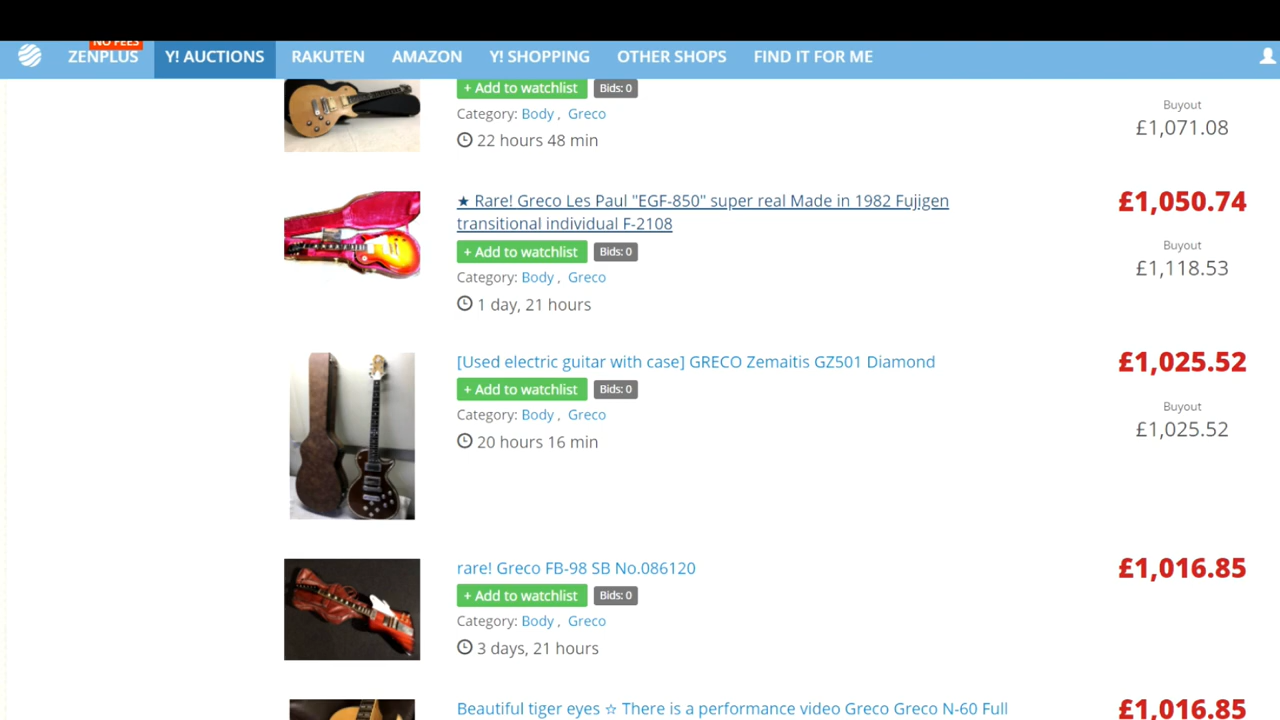 NO FEES
ZENPLUS
Y! AUCTIONS
RAKUTEN
AMAZON
Y! SHOPPING
OTHER SHOPS
FIND IT FOR ME
+ Add to watchlist
Bids: 0
Category: Body , Greco
22 hours 48 min
Buyout
£1,071.08
★ Rare! Greco Les Paul "EGF-850" super real Made in 1982 Fujigen
transitional individual F-2108
+ Add to watchlist
Bids: 0
Category: Body , Greco
1 day, 21 hours
£1,050.74
Buyout
£1,118.53
[Used electric guitar with case] GRECO Zemaitis GZ501 Diamond
+ Add to watchlist
Bids: 0
Category: Body , Greco
20 hours 16 min
£1,025.52
Buyout
£1,025.52
rare! Greco FB-98 SB No.086120
+ Add to watchlist
Bids: 0
Category: Body , Greco
3 days, 21 hours
£1,016.85
Beautiful tiger eyes ☆ There is a performance video Greco Greco N-60 Full
£1,016.85